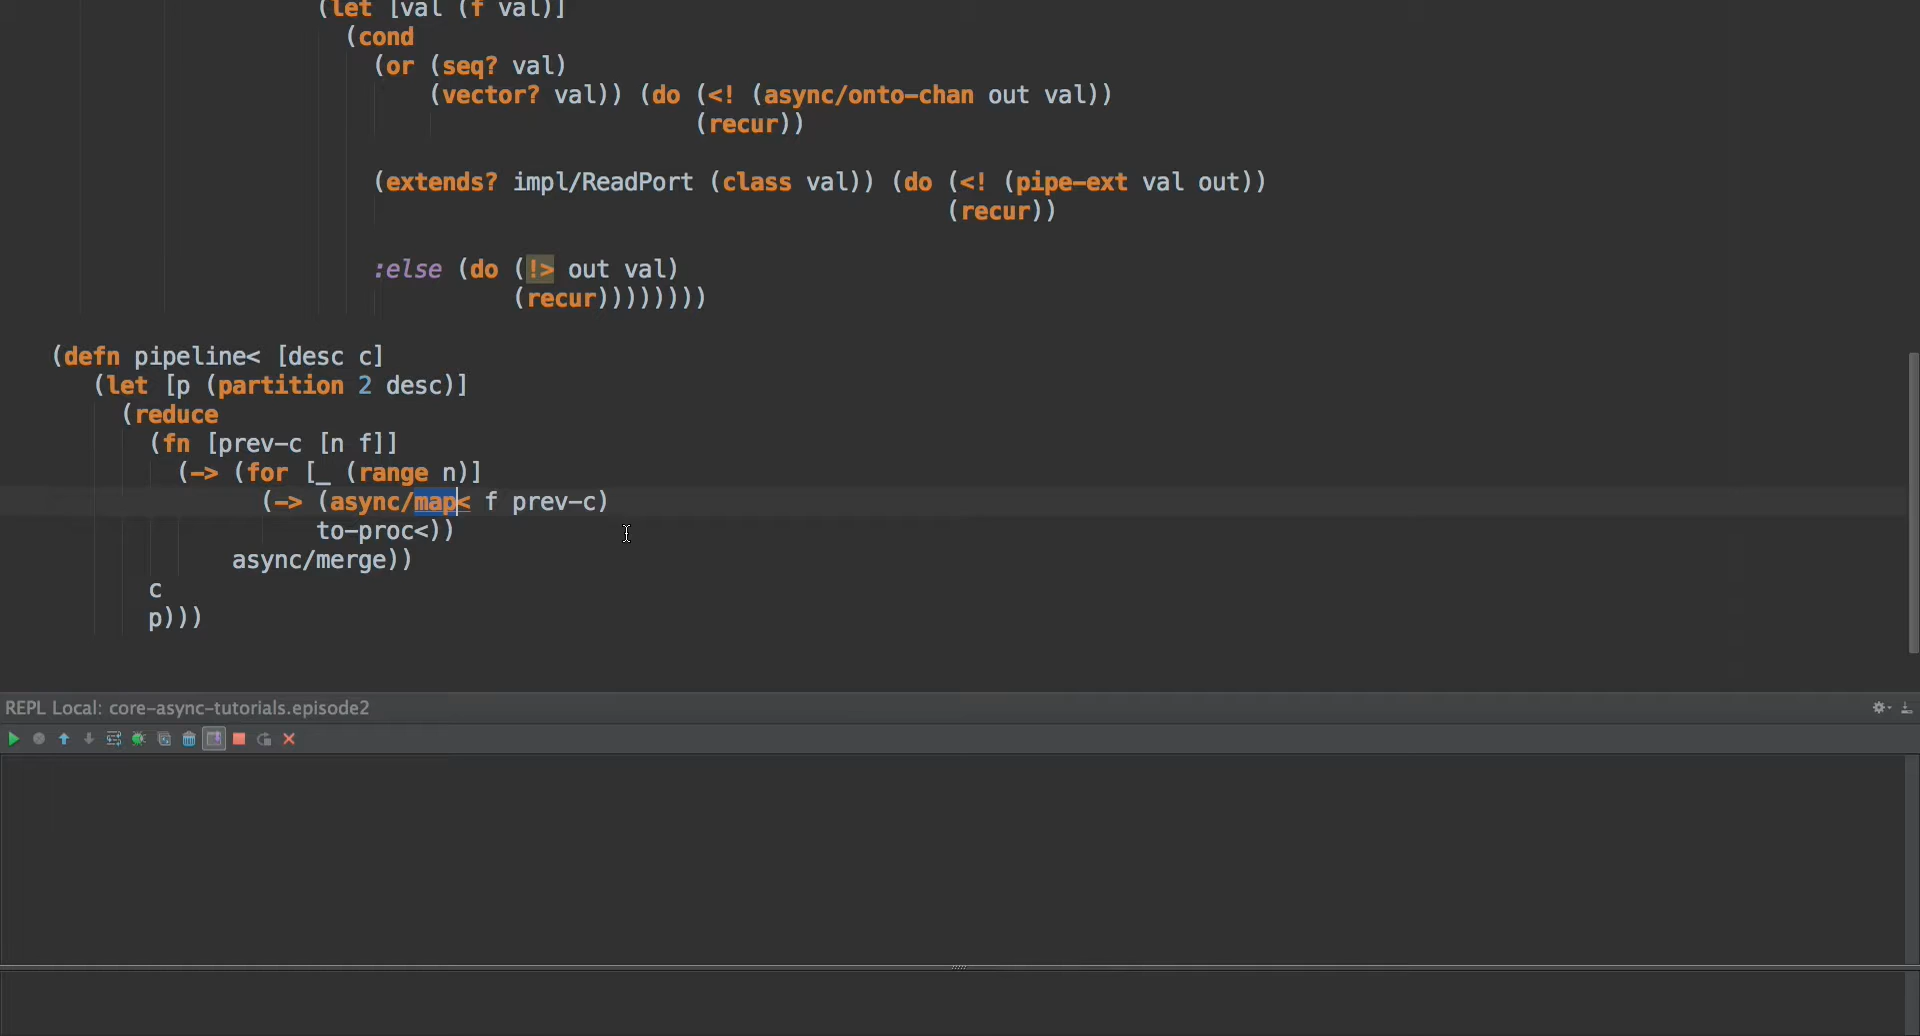 (let [val (f val)]
(cond
(or (seq? val)
(vector? val)) (do (<! (async/onto-chan out val))
(recur))
(extends? impl/ReadPort (class val)) (do (<! (pipe-ext val out))
(recur))
:else (do (!> out val)
(recur))))))))
(defn pipeline< [desc c]
(let [p (partition 2 desc)]
(reduce
(fn [prev-c [n f]]
(-> (for [_ (range n)]
(-> (async/map< f prev-c)
to-proc<))
async/merge))
c
p)))
REPL Local: core-async-tutorials.episode2